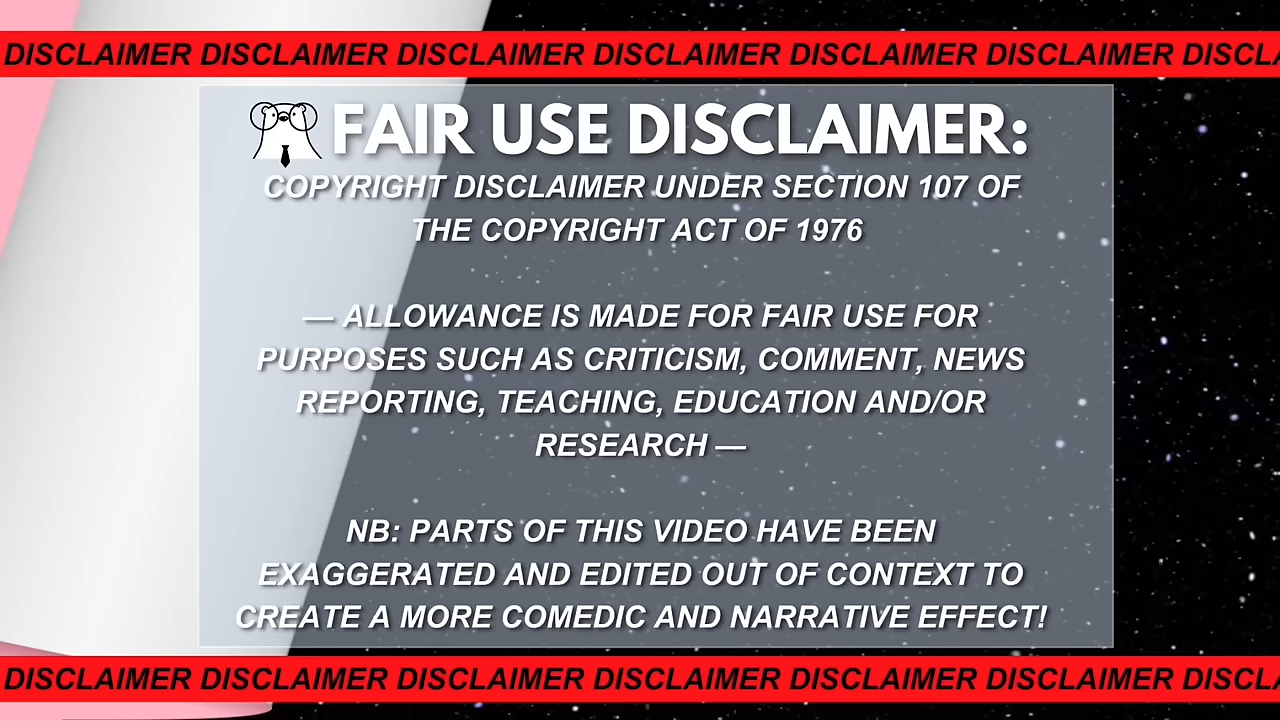 DISCLAIMER DISCLAIMER DISCLAIMER DISCLAIMER DISCLAIMER DISCLAIMER DISCLA
FAIR USE DISCLAIMER:
COPYRIGHT DISCLAIMER UNDER SECTION 107 OF
THE COPYRIGHT ACT OF 1976
— ALLOWANCE IS MADE FOR FAIR USE FOR
PURPOSES SUCH AS CRITICISM, COMMENT, NEWS
REPORTING, TEACHING, EDUCATION AND/OR
RESEARCH —
NB: PARTS OF THIS VIDEO HAVE BEEN
EXAGGERATED AND EDITED OUT OF CONTEXT TO
CREATE A MORE COMEDIC AND NARRATIVE EFFECT!
DISCLAIMER DISCLAIMER DISCLAIMER DISCLAIMER DISCLAIMER DISCLAIMER DISCLA